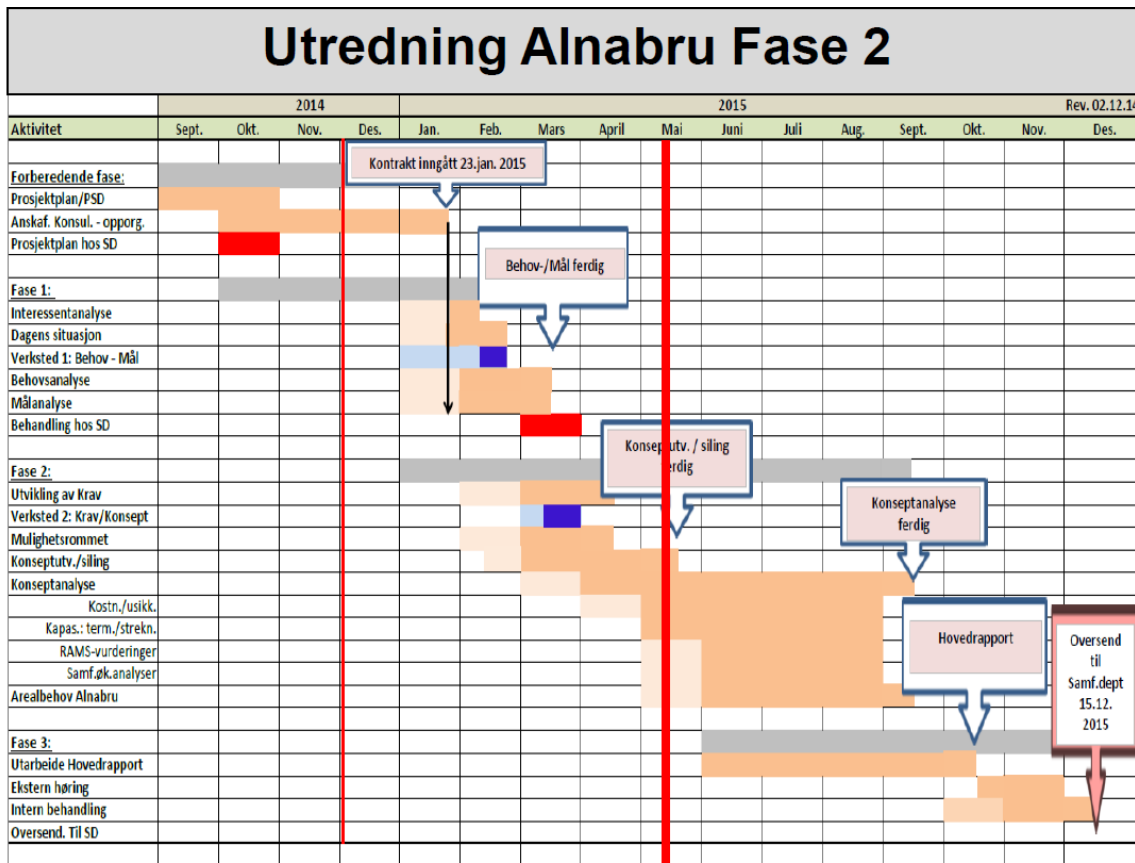 Utredning Alnabru Fase 2
2014 2015 Rev. 02.12.14
Aktivitet Sept. Okt. Nov. Des. Jan. Feb. Mars April Mai Juni Juli Aug. Sept. Okt. Nov. Des.
Kontrakt inngått 23.jan. 2015
Forberedende fase:
Prosjektplan/PSD
Anskaf. Konsul. - opporg.
Prosjektplan hos SD
Behov-/Mål ferdig
Fase 1:
Interessentanalyse
Dagens situasjon
Verksted 1: Behov - Mål
Behovsanalyse
Målanalyse
Behandling hos SD
Konseptutv. / siling
ferdig
Fase 2:
Utvikling av Krav
Verksted 2: Krav/Konsept
Mulighetsrommet
Konseptutv./siling
Konseptanalyse
ferdig
Konseptanalyse
Kostn./usikk.
Kapas.: term./strekn.
RAMS-vurderinger
Samf.øk.analyser
Arealbehov Alnabru
Hovedrapport
Oversend
til
Samf.dept
15.12.
2015
Fase 3:
Utarbeide Hovedrapport
Ekstern høring
Intern behandling
Oversend. Til SD